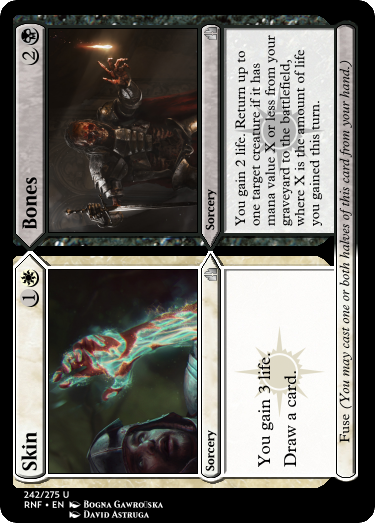 Skin 1
Sorcery
You gain 3 life.
Draw a card.
Bones 2
Sorcery
You gain 2 life. Return up to
one target creature if it has
mana value X or less from your
graveyard to the battlefield,
where X is the amount of life
you gained this turn.
Fuse (You may cast one or both halves of this card from your hand.)
242/275 U
RNF • EN BOGNA GAWROŃSKA
DAVID ASTRUGA